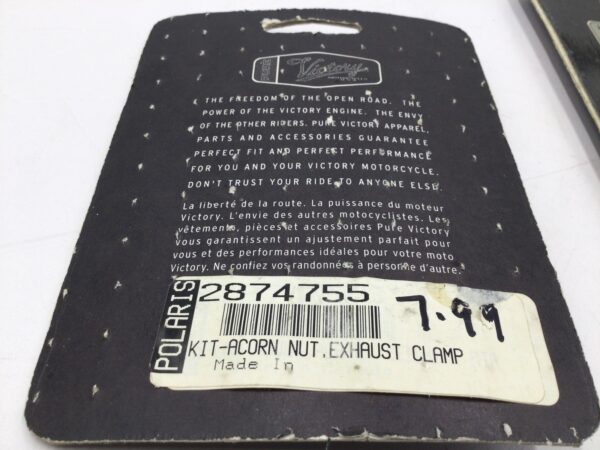 Victory
THE FREEDOM OF THE OPEN ROAD. THE
POWER OF THE VICTORY ENGINE. THE ENVY
OF THE OTHER RIDERS. PURE VICTORY APPAREL,
PARTS AND ACCESSORIES GUARANTEE
PERFECT FIT AND PERFECT PERFORMANCE
FOR YOU AND YOUR VICTORY MOTORCYCLE.
DON'T TRUST YOUR RIDE TO ANYONE ELSE.
La liberté de la route. La puissance du moteur
Victory. L'envie des autres motocyclistes. Les
vêtements, pièces et accessoires Pure Victory
vous garantissent un ajustement parfait pour
vous et des performances idéales pour votre moto
Victory. Ne confiez vos randonnées à personne d'autre.
POLARIS
2874755
7.99
KIT-ACORN NUT,EXHAUST CLAMP
Made In